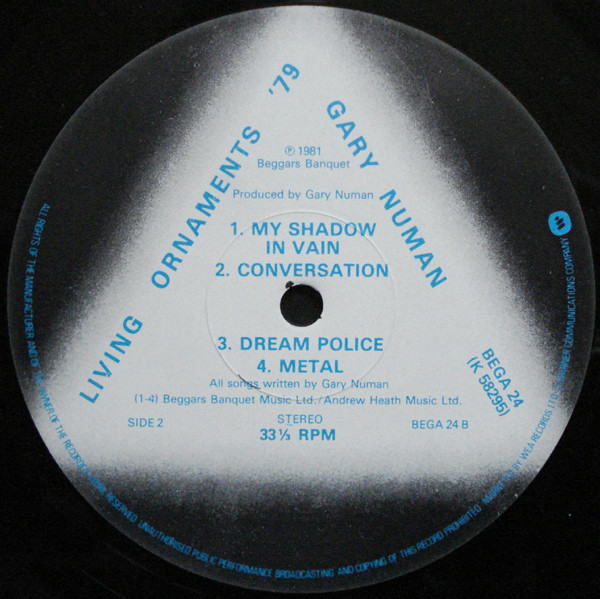 LIVING ORNAMENTS '79
GARY NUMAN
℗ 1981
Beggars Banquet
Produced by Gary Numan
1. MY SHADOW
IN VAIN
2. CONVERSATION
3. DREAM POLICE
4. METAL
All songs written by Gary Numan
(1-4) Beggars Banquet Music Ltd./Andrew Heath Music Ltd.
SIDE 2
STEREO
33⅓ RPM
BEGA 24 B
BEGA 24
(K 58295)
ALL RIGHTS OF THE MANUFACTURER AND OF THE OWNER OF THE RECORDED WORK RESERVED UNAUTHORISED PUBLIC PERFORMANCE BROADCASTING AND COPYING OF THIS RECORD PROHIBITED MARKETED BY WEA RECORDS LTD. A WARNER COMMUNICATIONS COMPANY